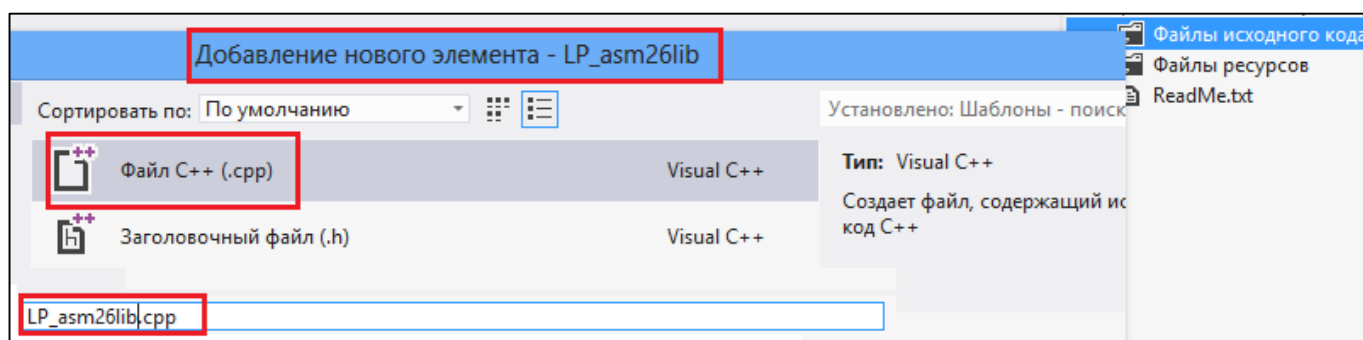 Добавление нового элемента - LP_asm26lib
Файлы исходного кода
Файлы ресурсов
ReadMe.txt
Сортировать по: По умолчанию
Установлено: Шаблоны - поиск
Файл C++ (.cpp)
Visual C++
Тип: Visual C++
Создает файл, содержащий ис
код C++
Заголовочный файл (.h)
Visual C++
LP_asm26lib.cpp